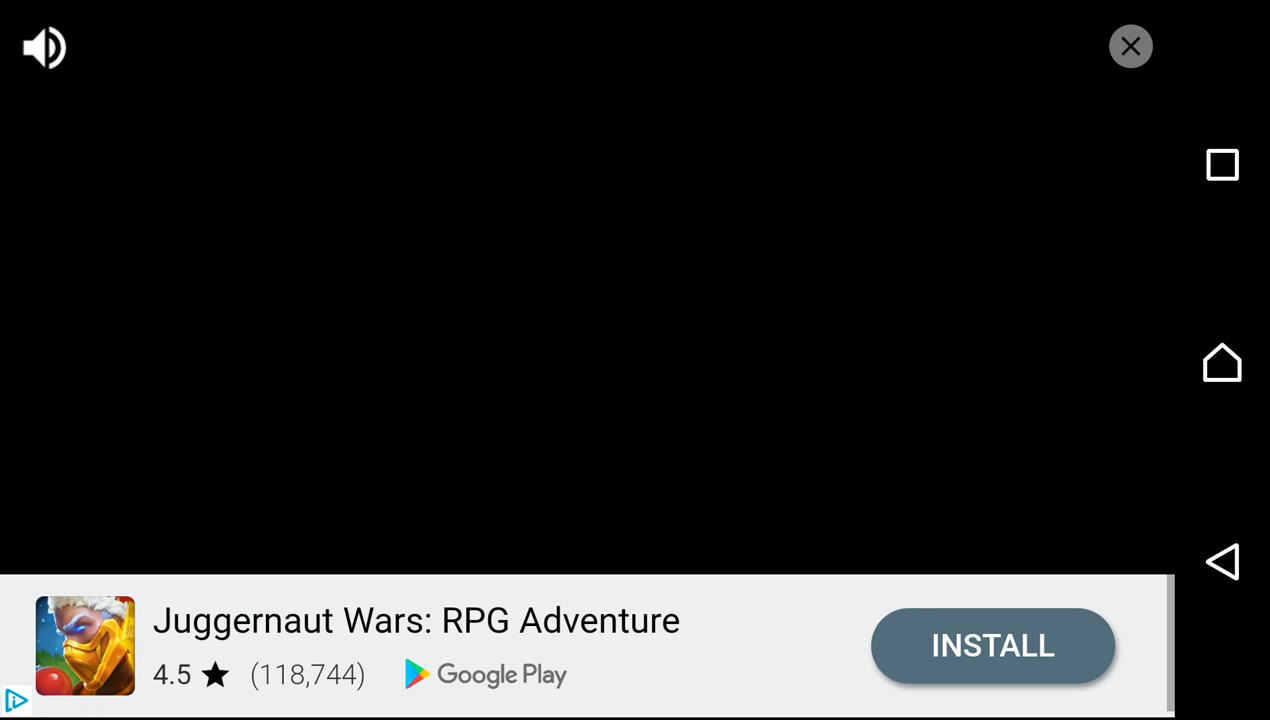 Juggernaut Wars: RPG Adventure
4.5 ★ (118,744) Google Play
INSTALL